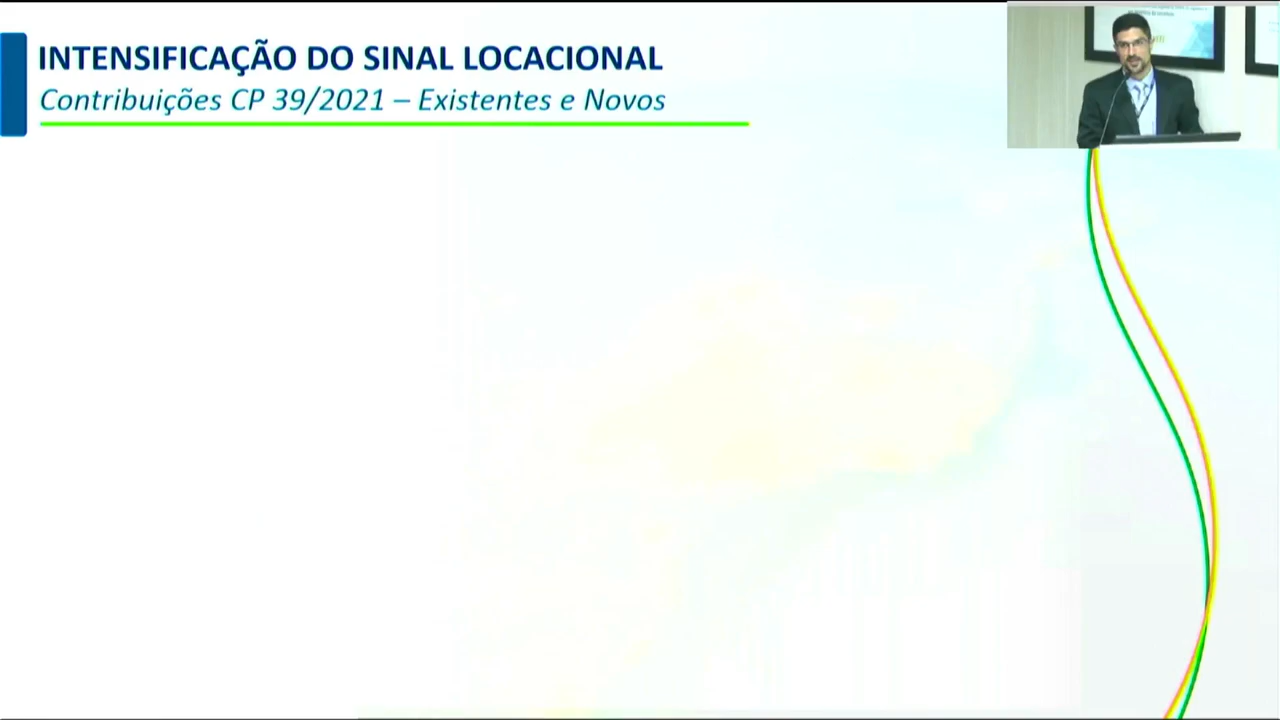 INTENSIFICAÇÃO DO SINAL LOCACIONAL
Contribuições CP 39/2021 – Existentes e Novos